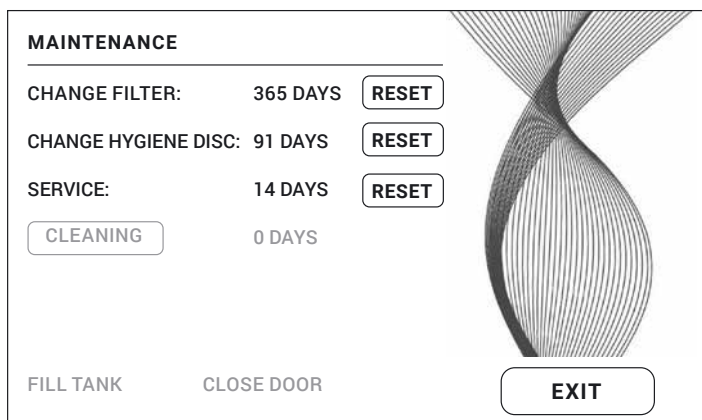 MAINTENANCE
CHANGE FILTER: 365 DAYS RESET
CHANGE HYGIENE DISC: 91 DAYS RESET
SERVICE: 14 DAYS RESET
CLEANING 0 DAYS
FILL TANK CLOSE DOOR EXIT